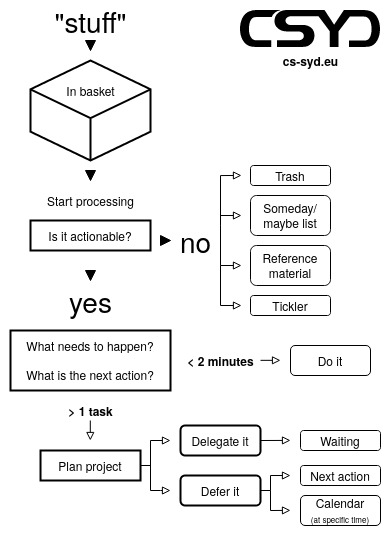 "stuff"
CSYD
cs-syd.eu
In basket
Start processing
Is it actionable?
no
Trash
Someday/
maybe list
Reference
material
Tickler
yes
What needs to happen?
What is the next action?
< 2 minutes
Do it
> 1 task
Plan project
Delegate it
Waiting
Defer it
Next action
Calendar
(at specific time)